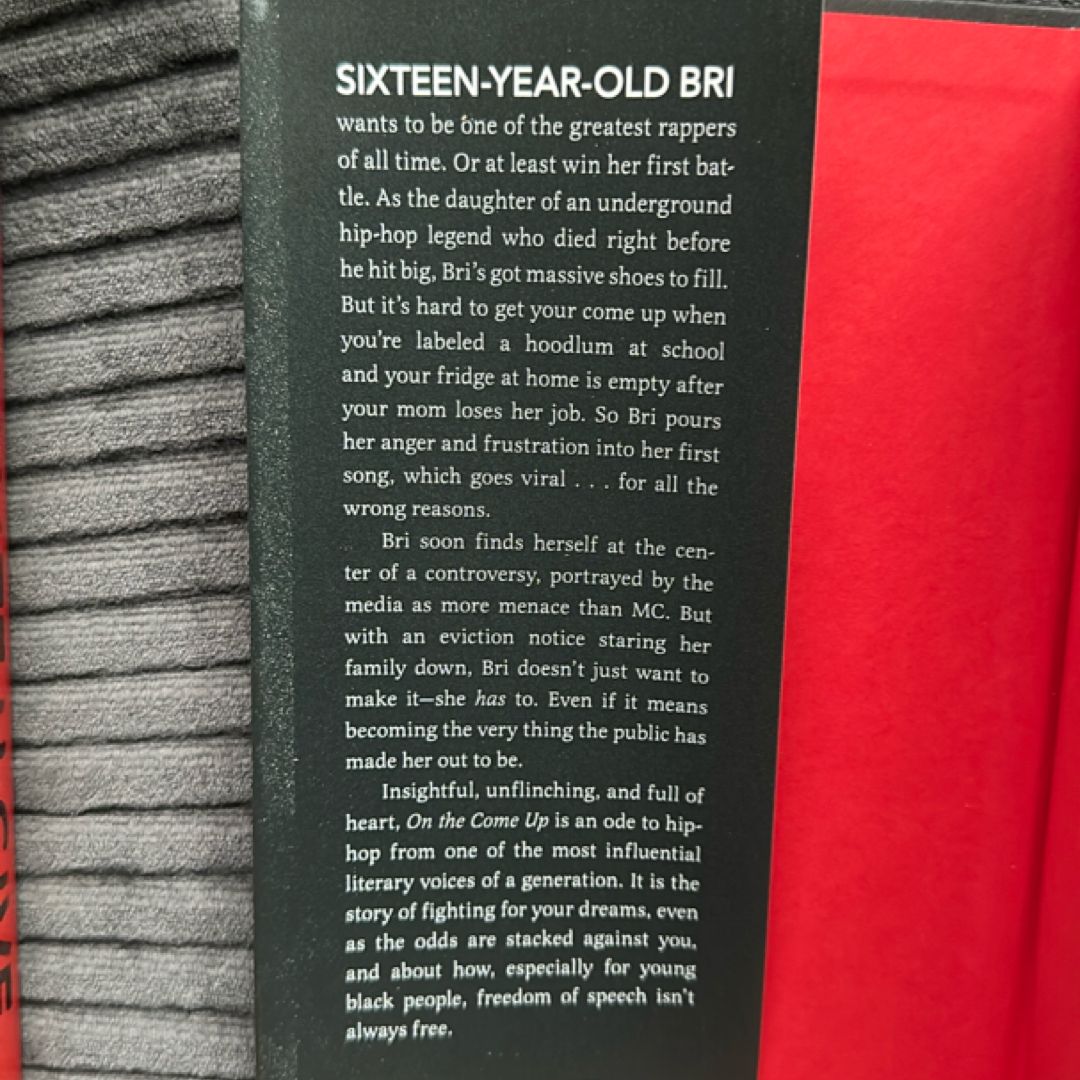 SIXTEEN-YEAR-OLD BRI
wants to be one of the greatest rappers
of all time. Or at least win her first bat-
tle. As the daughter of an underground
hip-hop legend who died right before
he hit big, Bri's got massive shoes to fill.
But it's hard to get your come up when
you're labeled a hoodlum at school
and your fridge at home is empty after
your mom loses her job. So Bri pours
her anger and frustration into her first
song, which goes viral . . . for all the
wrong reasons.
Bri soon finds herself at the cen-
ter of a controversy, portrayed by the
media as more menace than MC. But
with an eviction notice staring her
family down, Bri doesn't just want to
make it—she has to. Even if it means
becoming the very thing the public has
made her out to be.
Insightful, unflinching, and full of
heart, On the Come Up is an ode to hip-
hop from one of the most influential
literary voices of a generation. It is the
story of fighting for your dreams, even
as the odds are stacked against you,
and about how, especially for young
black people, freedom of speech isn't
always free.